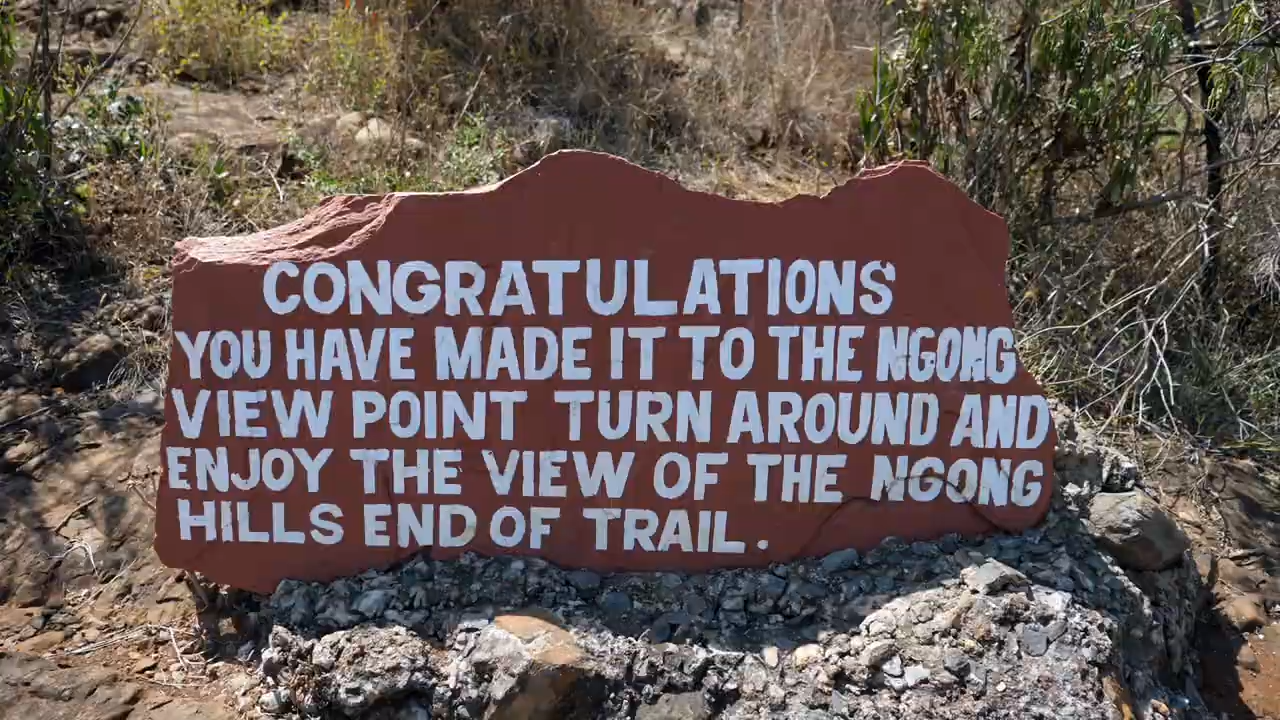 CONGRATULATIONS
YOU HAVE MADE IT TO THE NGONG
VIEW POINT TURN AROUND AND
ENJOY THE VIEW OF THE NGONG
HILLS END OF TRAIL.